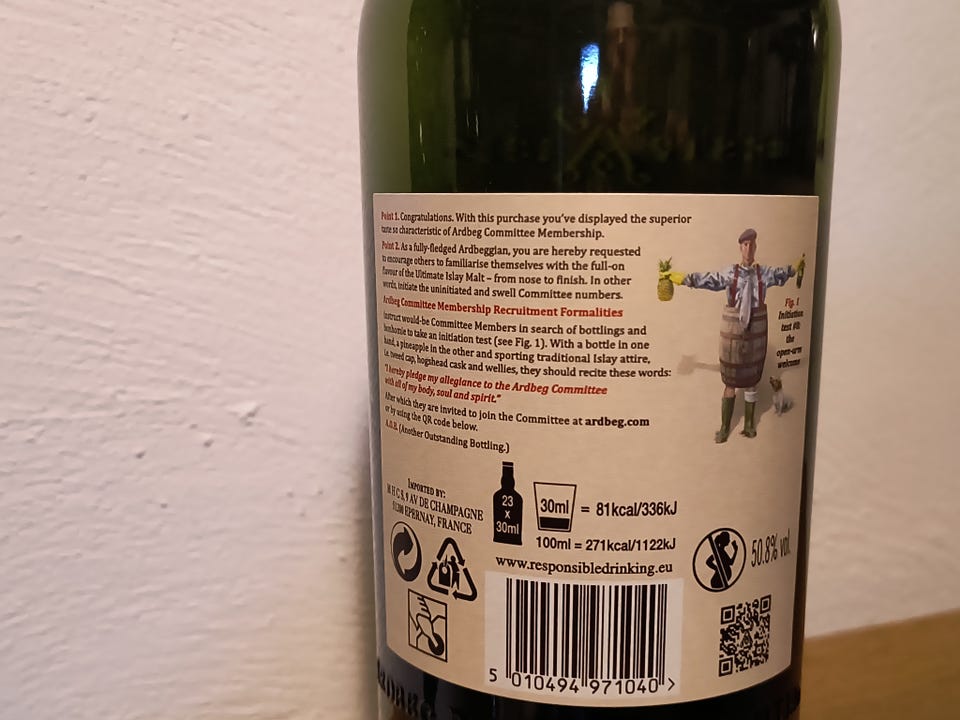 Point 1. Congratulations. With this purchase you've displayed the superior
taste so characteristic of Ardbeg Committee Membership.
Point 2. As a fully-fledged Ardbeggian, you are hereby requested
to encourage others to familiarise themselves with the full-on
flavour of the Ultimate Islay Malt – from nose to finish. In other
words, initiate the uninitiated and swell Committee numbers.
Ardbeg Committee Membership Recruitment Formalities
Instruct would-be Committee Members in search of bottlings and
bonhomie to take an initiation test (see Fig. 1). With a bottle in one
hand, a pineapple in the other and sporting traditional Islay attire,
i.e. tweed cap, hogshead cask and wellies, they should recite these words:
"I hereby pledge my allegiance to the Ardbeg Committee
with all of my body, soul and spirit."
After which they are invited to join the Committee at ardbeg.com
or by using the QR code below.
A.O.B. (Another Outstanding Bottling.)
Fig. 1
Initiation
test #8:
the
open-arm
welcome
IMPORTED BY:
M H C S, 9 AV DE CHAMPAGNE
51200 EPERNAY, FRANCE
23
x
30ml
30ml = 81kcal/336kJ
100ml = 271kcal/1122kJ
www.responsibledrinking.eu
50.8% vol.
5 010494 971040 >